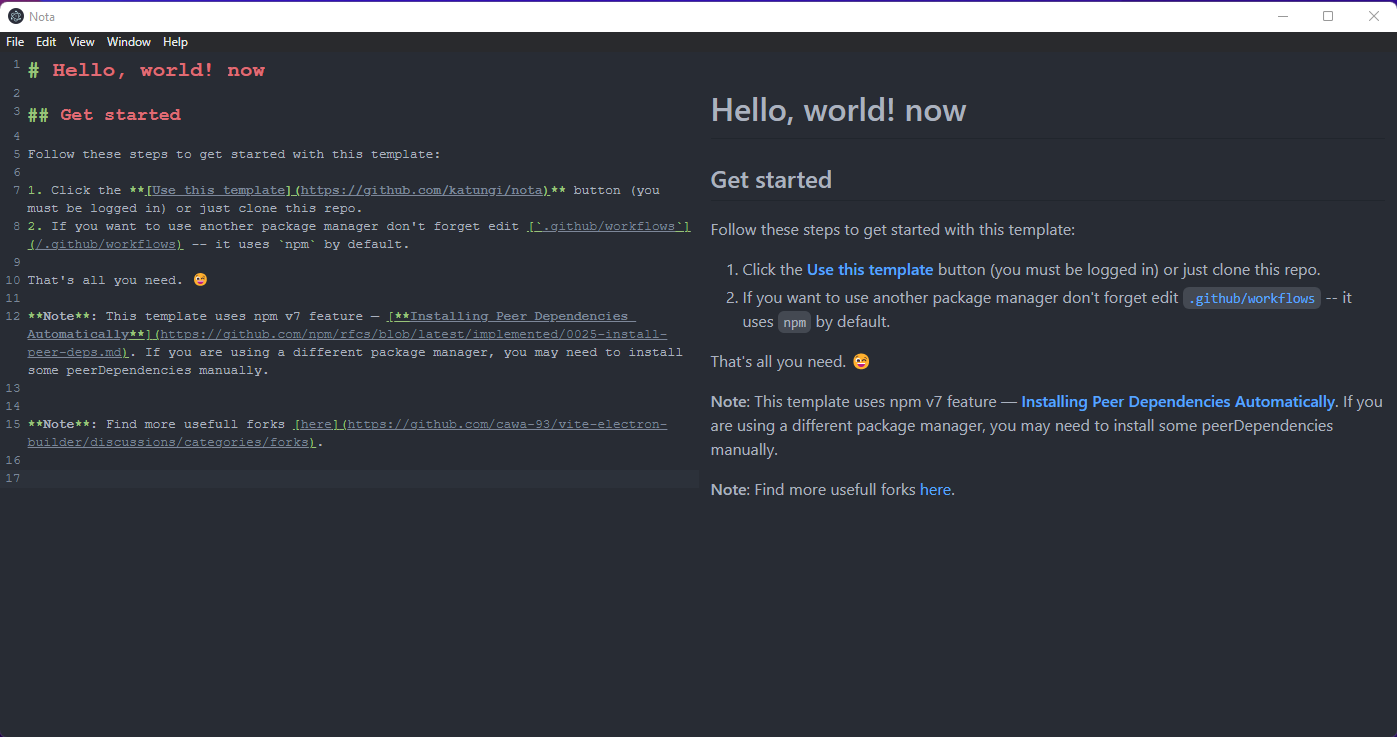 Nota
File Edit View Window Help
1 # Hello, world! now
2
3 ## Get started
4
5 Follow these steps to get started with this template:
6
7 1. Click the **[Use this template](https://github.com/katungi/nota)** button (you
must be logged in) or just clone this repo.
8 2. If you want to use another package manager don't forget edit [`.github/workflows`]
(/.github/workflows) -- it uses `npm` by default.
9
10 That's all you need. 😋
11
12 **Note**: This template uses npm v7 feature — [**Installing Peer Dependencies
Automatically**](https://github.com/npm/rfcs/blob/latest/implemented/0025-install-
peer-deps.md). If you are using a different package manager, you may need to install
some peerDependencies manually.
13
14
15 **Note**: Find more usefull forks [here](https://github.com/cawa-93/vite-electron-
builder/discussions/categories/forks).
16
17
Hello, world! now
Get started
Follow these steps to get started with this template:
1. Click the Use this template button (you must be logged in) or just clone this repo.
2. If you want to use another package manager don't forget edit .github/workflows -- it
uses npm by default.
That's all you need. 😋
Note: This template uses npm v7 feature — Installing Peer Dependencies Automatically. If you
are using a different package manager, you may need to install some peerDependencies
manually.
Note: Find more usefull forks here.